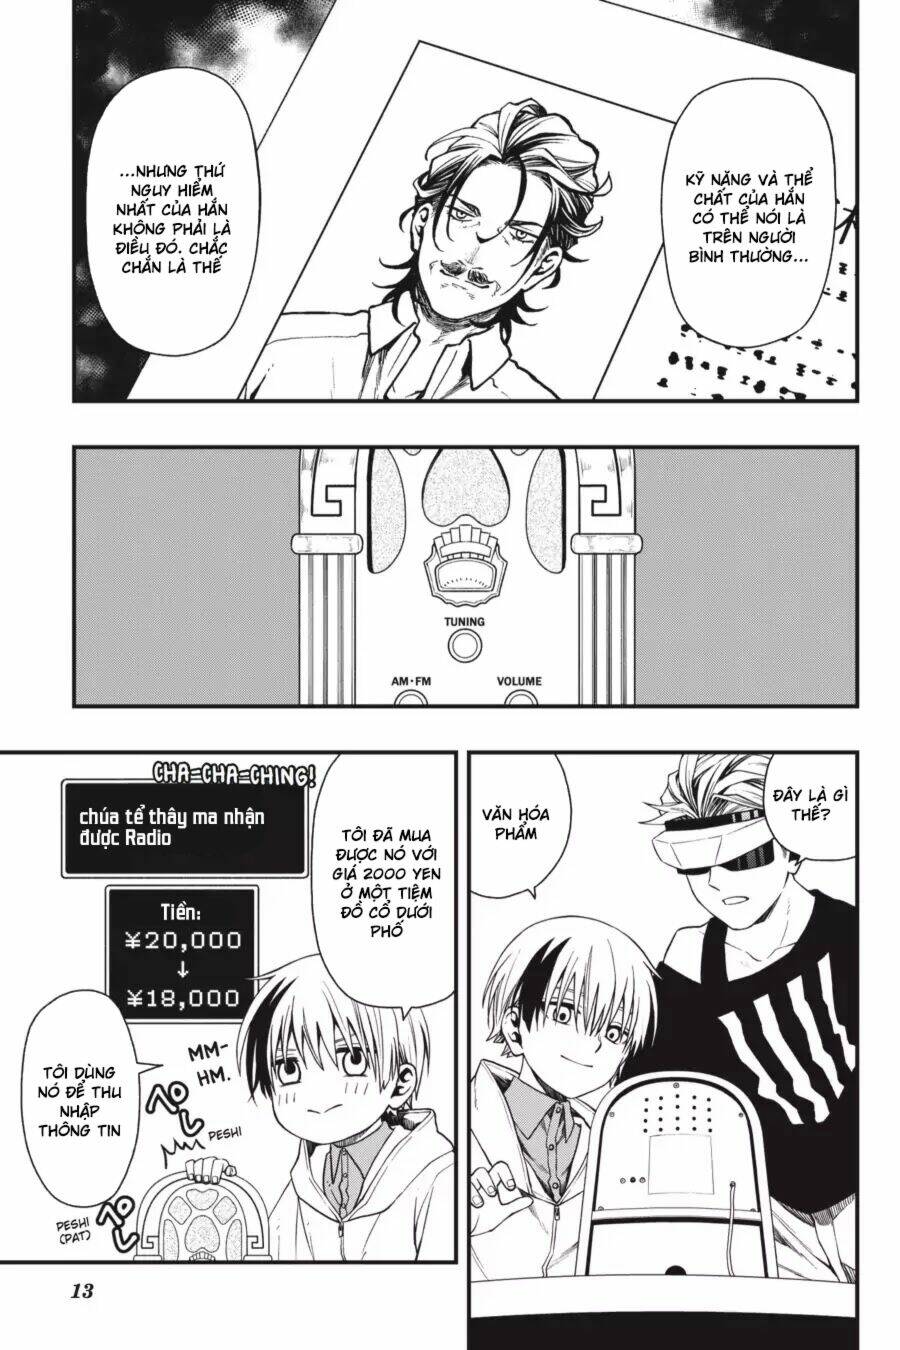 KỸ NĂNG VÀ THỂ
CHẤT CỦA HẮN
CÓ THỂ NÓI LÀ
TRÊN NGƯỜI
BÌNH THƯỜNG...
...NHƯNG THỨ
NGUY HIỂM
NHẤT CỦA HẮN
KHÔNG PHẢI LÀ
ĐIỀU ĐÓ. CHẮC
CHẮN LÀ THẾ
TUNING
AM·FM
VOLUME
ĐÂY LÀ GÌ
THẾ?
VĂN HÓA
PHẨM
TÔI ĐÃ MUA
ĐƯỢC NÓ VỚI
GIÁ 2000 YEN
Ở MỘT TIỆM
ĐỒ CỔ DƯỚI
PHỐ
CHA-CHA-CHING!
chúa tể thây ma nhận
được Radio
Tiền:
¥20,000
↓
¥18,000
MM-
HM.
TÔI DÙNG
NÓ ĐỂ THU
NHẬP
THÔNG TIN
ペし
PESHI
ペし
PESHI
(PAT)
13